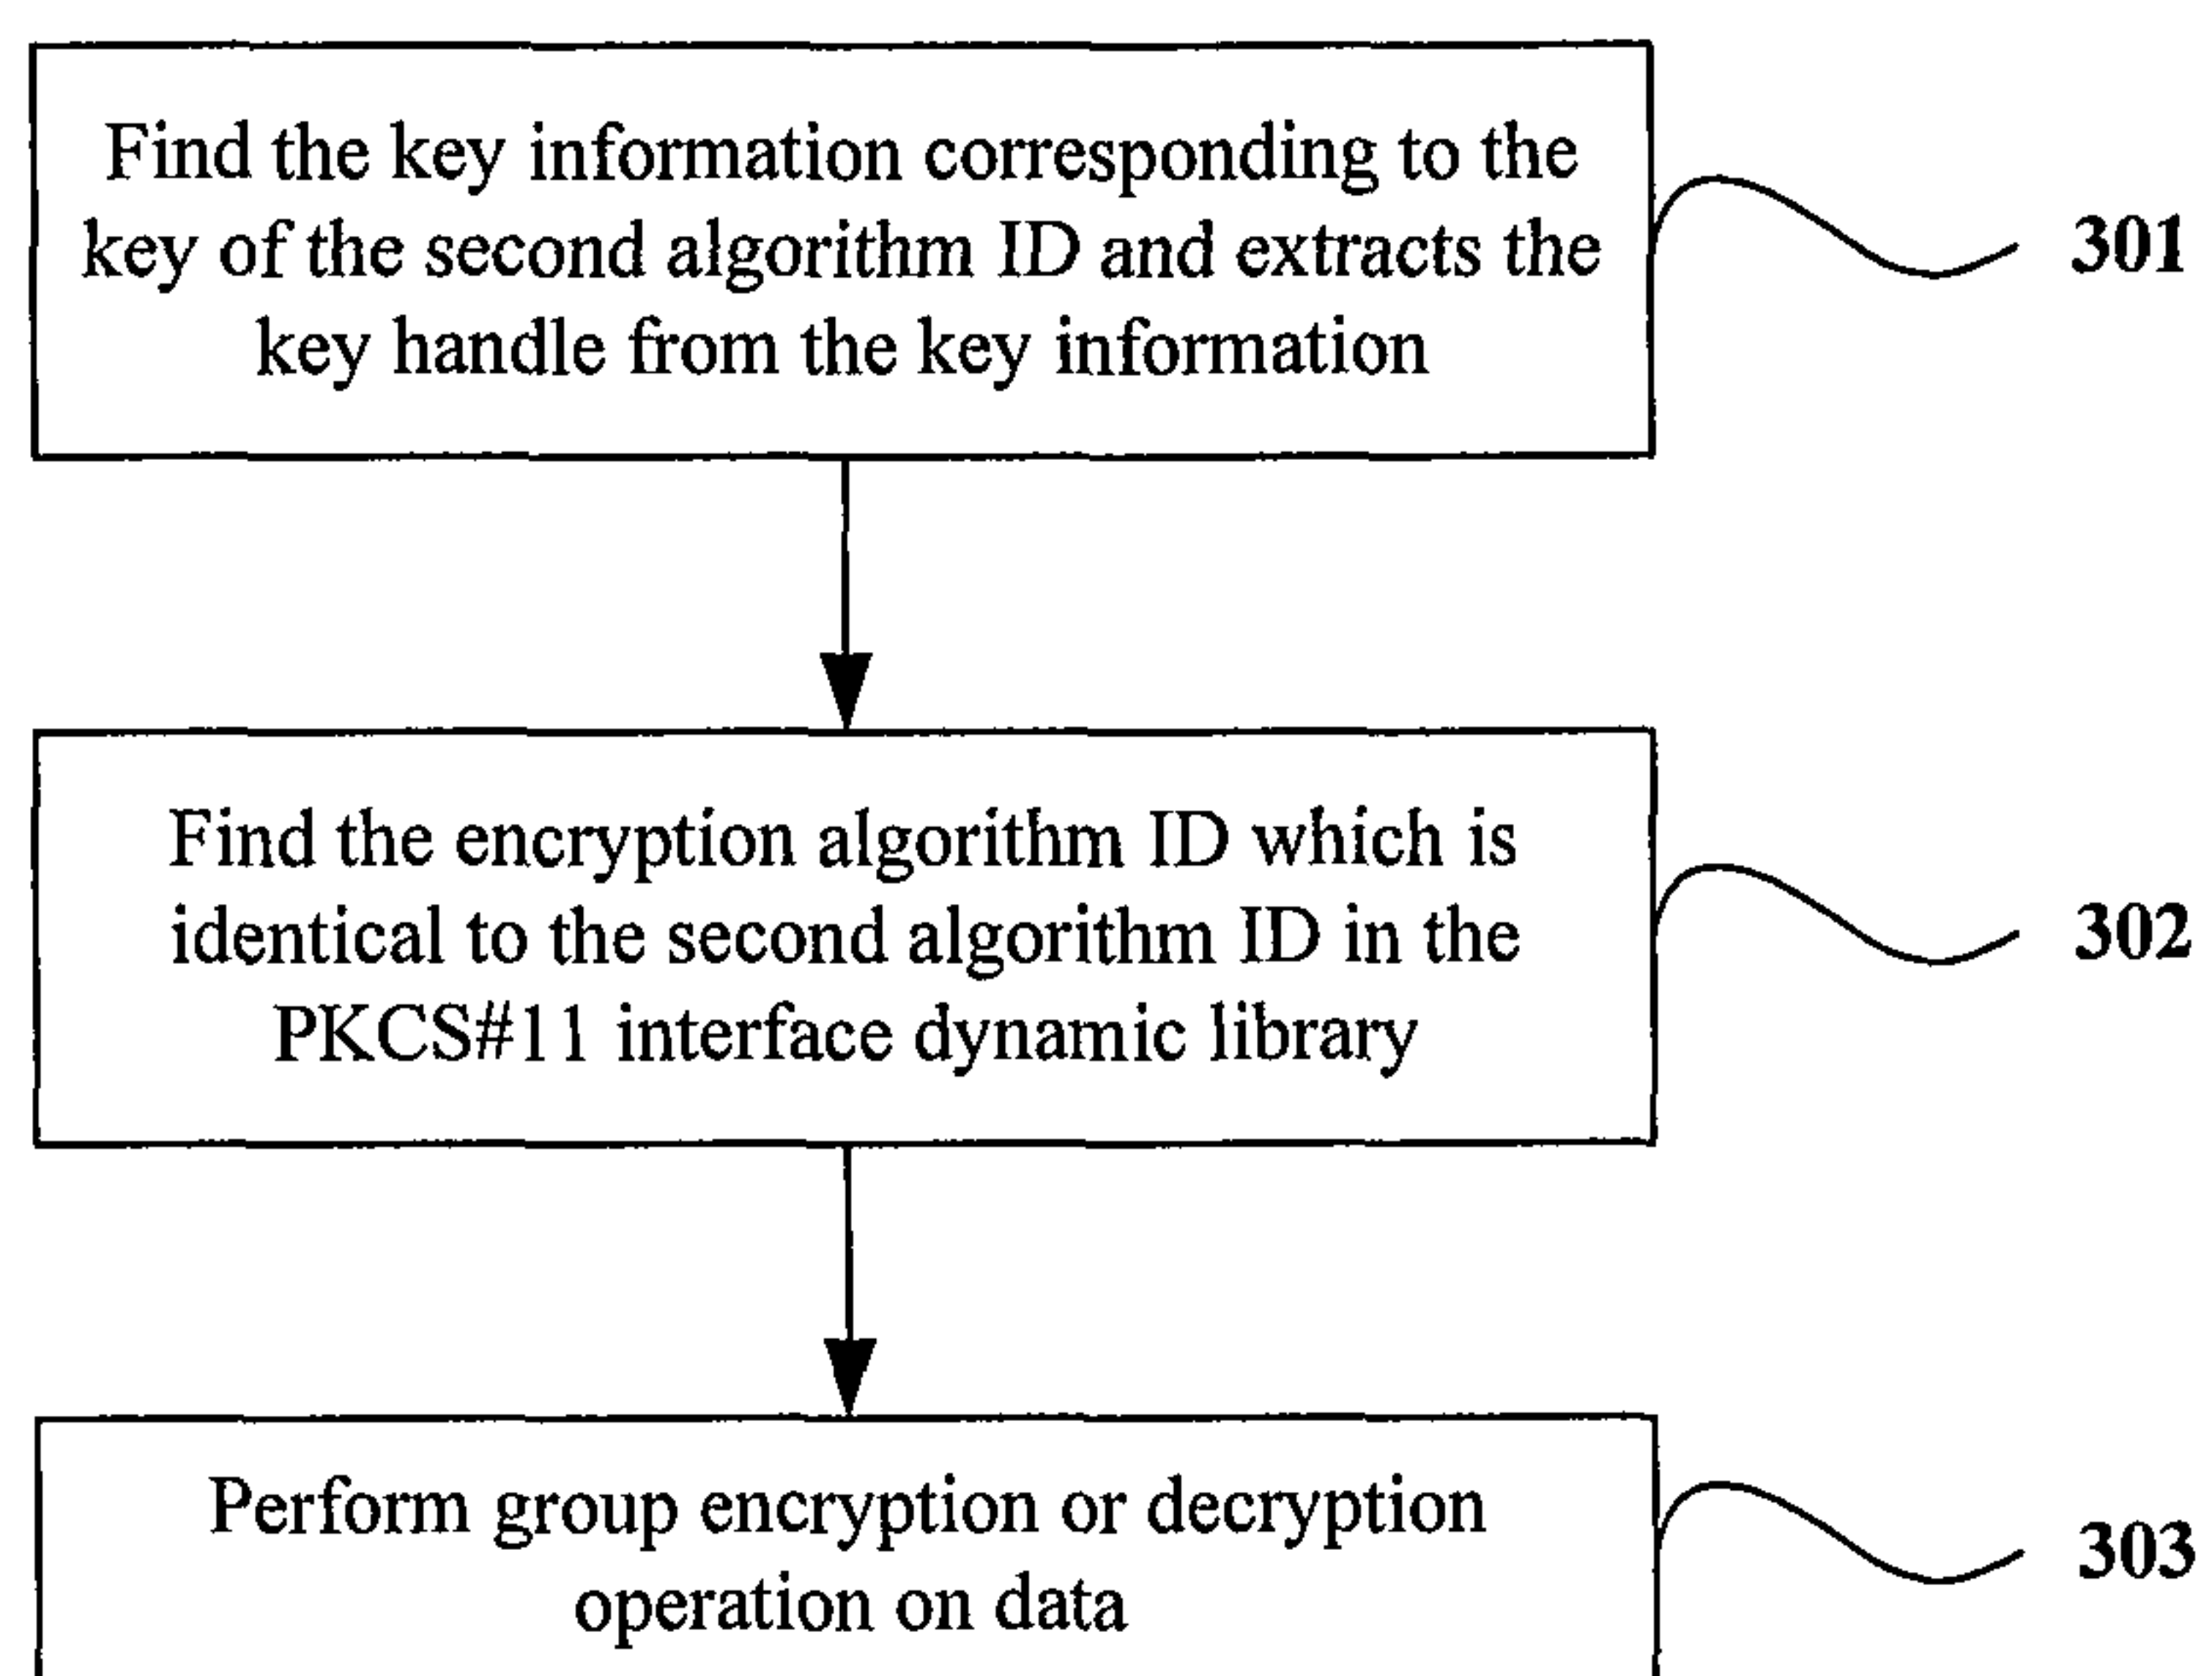 Find the key information corresponding to the
key of the second algorithm ID and extracts the
key handle from the key information
301
Find the encryption algorithm ID which is
identical to the second algorithm ID in the
PKCS#11 interface dynamic library
302
Perform group encryption or decryption
operation on data
303